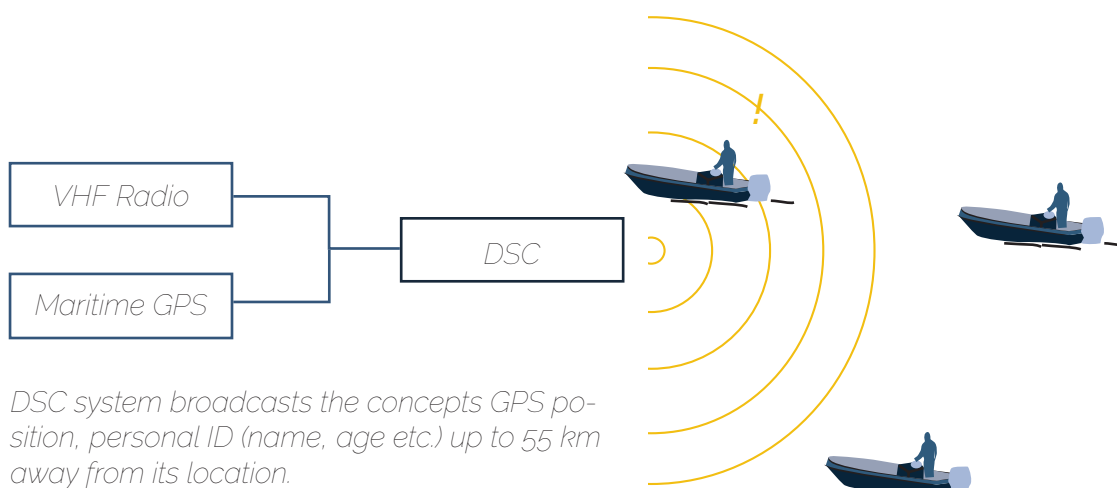 VHF Radio
Maritime GPS
DSC
!
DSC system broadcasts the concepts GPS po-
sition, personal ID (name, age etc.) up to 55 km
away from its location.